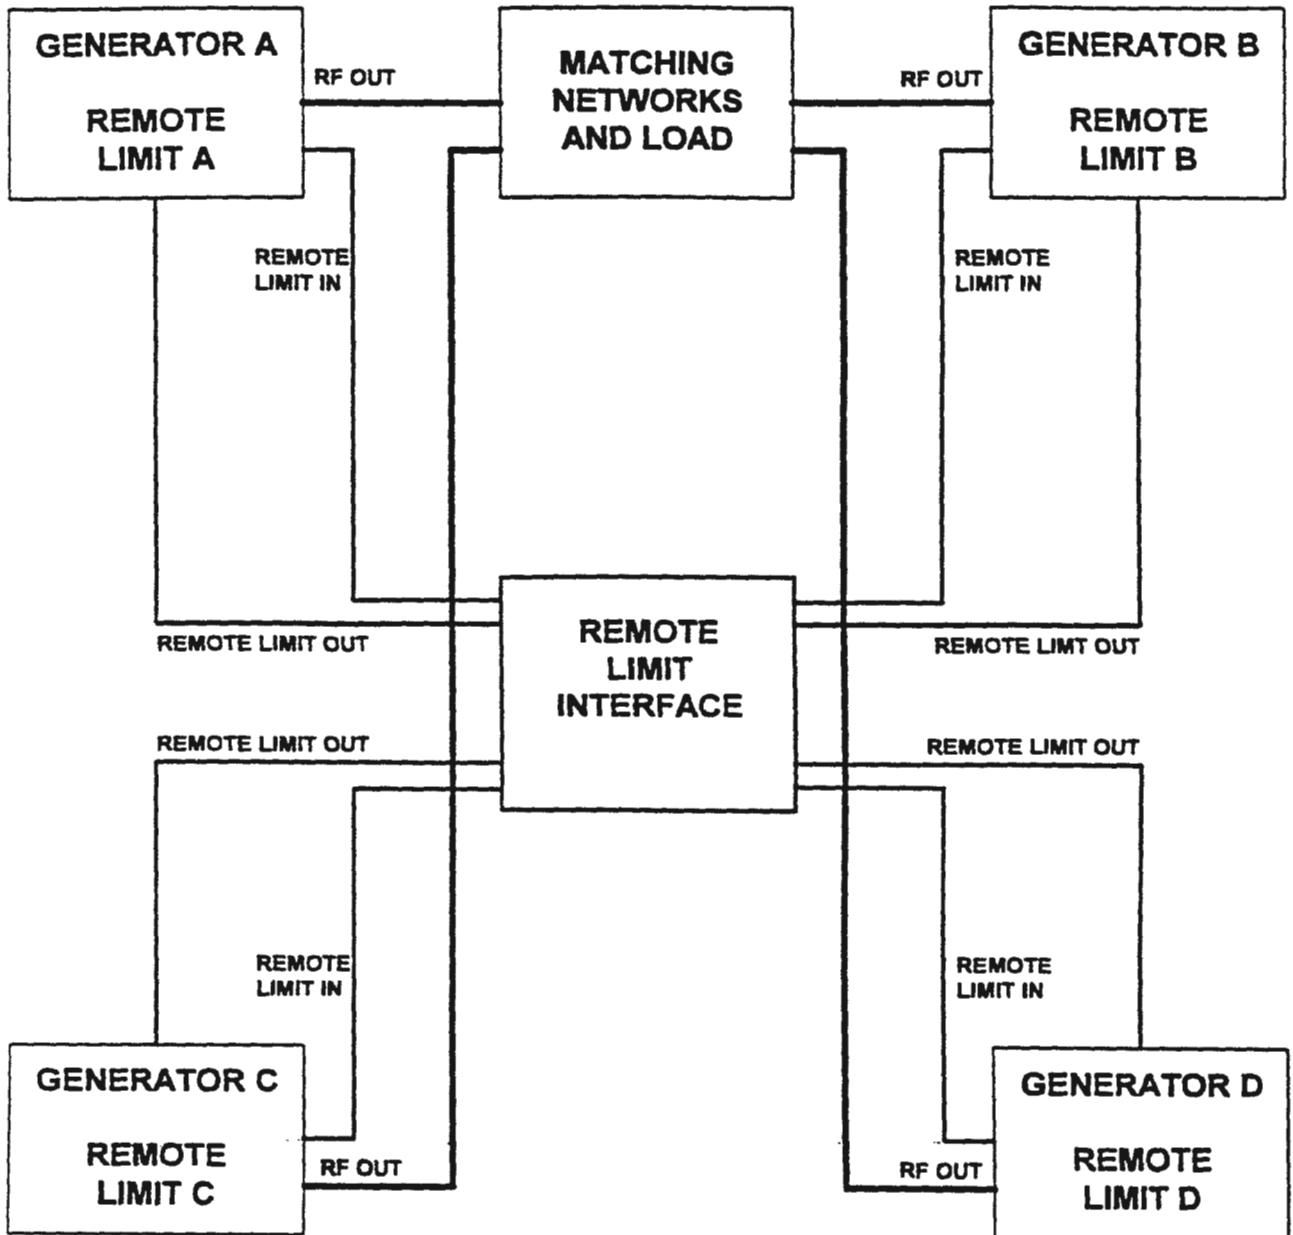 GENERATOR A
REMOTE
LIMIT A
RF OUT
MATCHING
NETWORKS
AND LOAD
RF OUT
GENERATOR B
REMOTE
LIMIT B
REMOTE
LIMIT IN
REMOTE
LIMIT IN
REMOTE LIMIT OUT
REMOTE
LIMIT
INTERFACE
REMOTE LIMT OUT
REMOTE LIMIT OUT
REMOTE LIMIT OUT
REMOTE
LIMIT IN
REMOTE
LIMIT IN
GENERATOR C
REMOTE
LIMIT C
RF OUT
RF OUT
GENERATOR D
REMOTE
LIMIT D